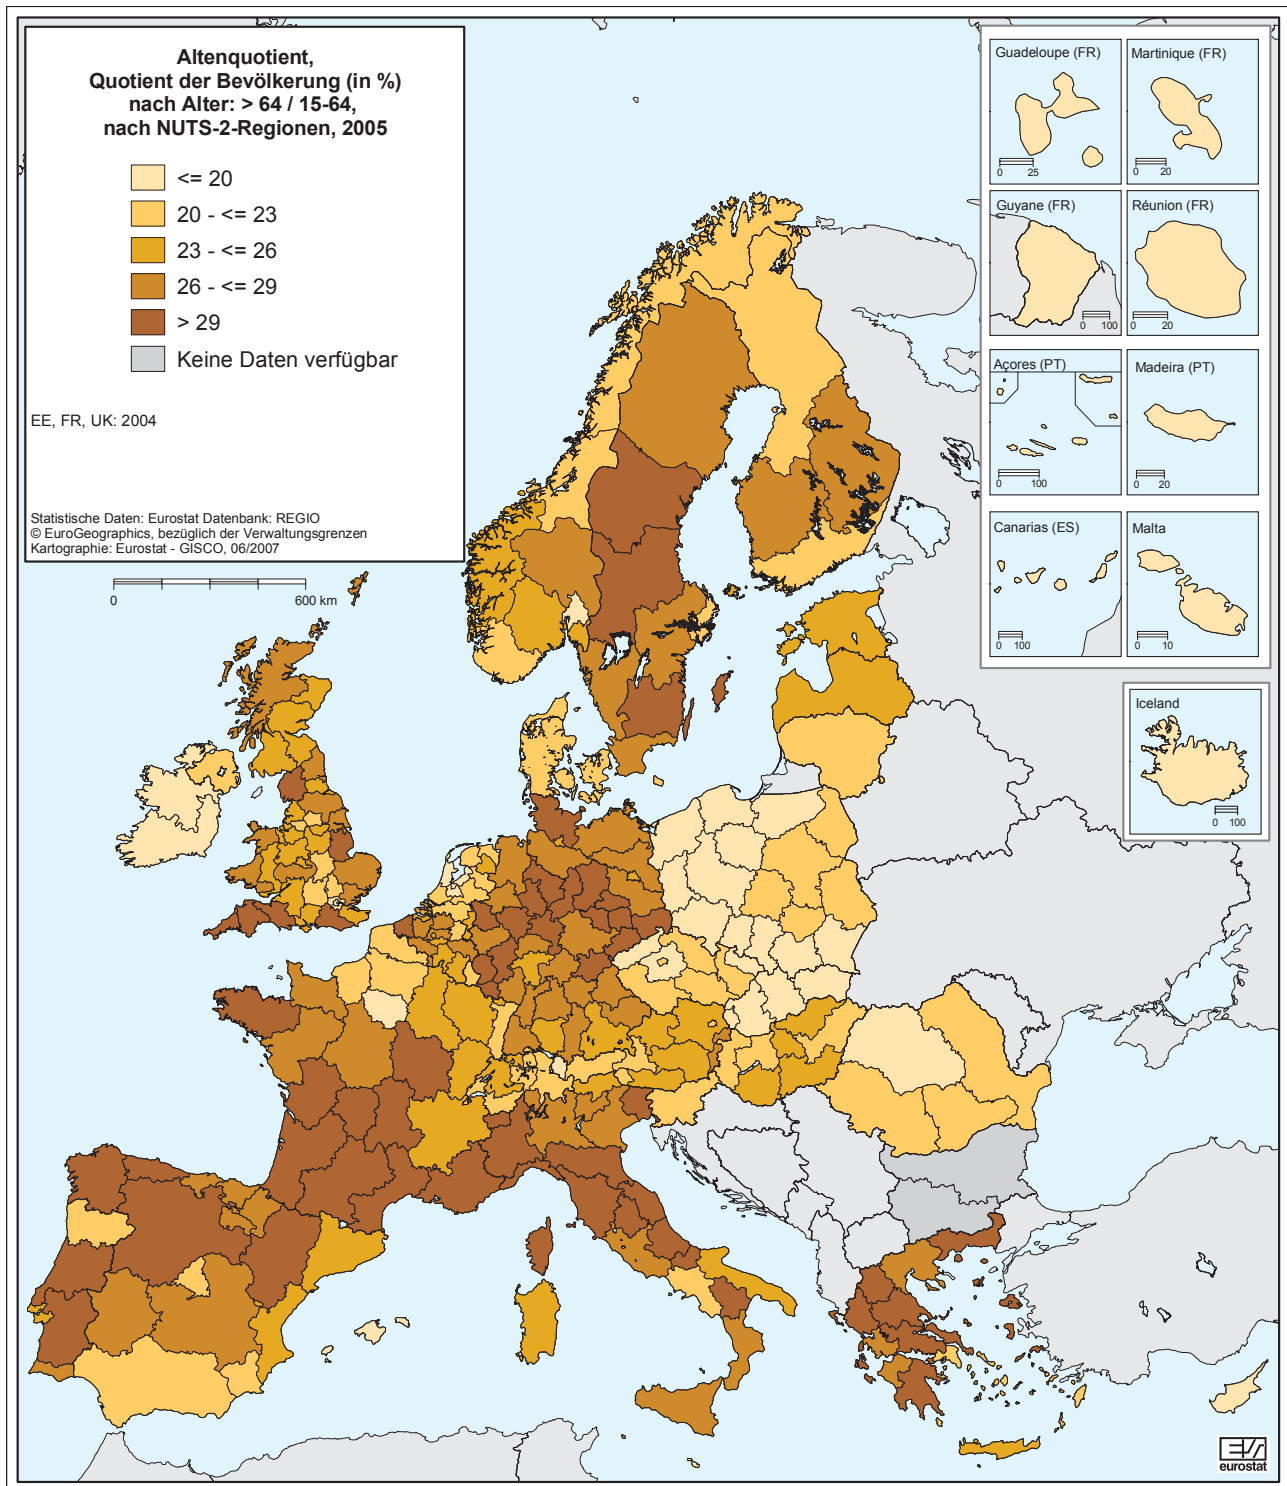 Altenquotient,
Quotient der Bevölkerung (in %)
nach Alter: > 64 / 15-64,
nach NUTS-2-Regionen, 2005
<= 20
20 - <= 23
23 - <= 26
26 - <= 29
> 29
Keine Daten verfügbar
EE, FR, UK: 2004
Statistische Daten: Eurostat Datenbank: REGIO
© EuroGeographics, bezüglich der Verwaltungsgrenzen
Kartographie: Eurostat - GISCO, 06/2007
0 600 km
Guadeloupe (FR)
0 25
Martinique (FR)
0 20
Guyane (FR)
0 100
Réunion (FR)
0 20
Açores (PT)
0 100
Madeira (PT)
0 20
Canarias (ES)
0 100
Malta
0 10
Iceland
0 100
eurostat